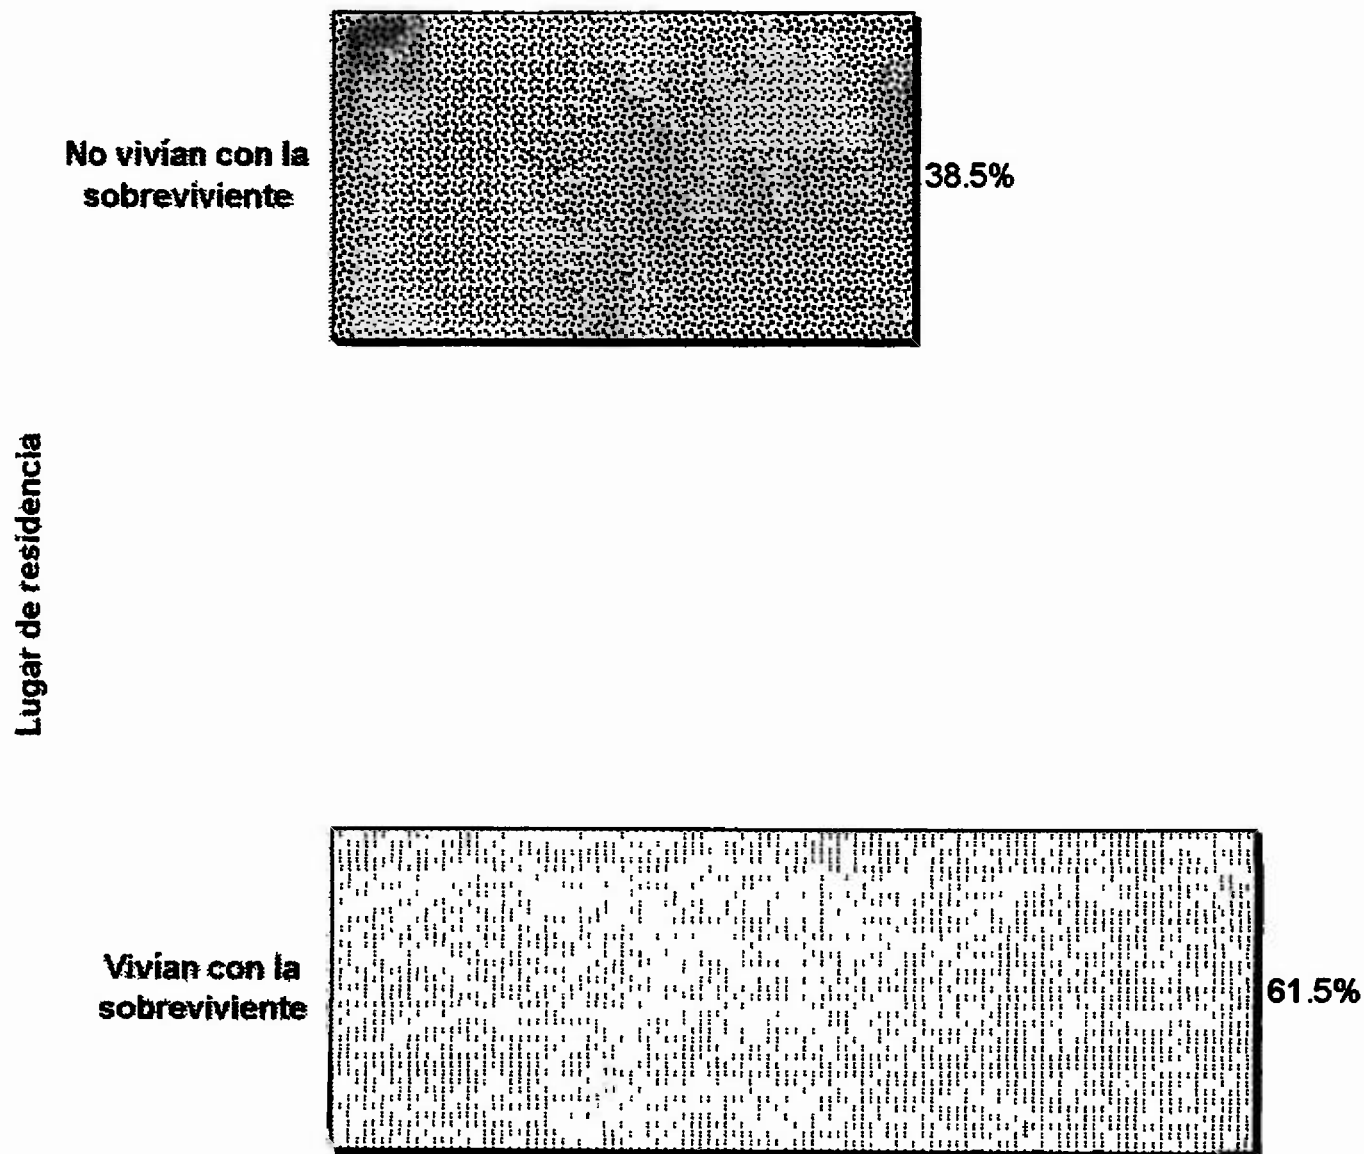 No vivían con la
sobreviviente
38.5%
Lugar de residencia
Vivían con la
sobreviviente
61.5%